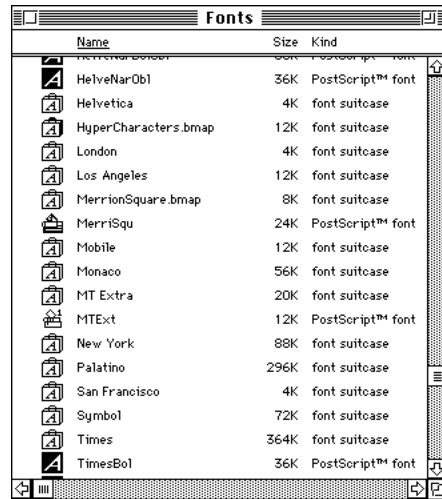 Fonts
Name Size Kind
HelveNarObl 36K PostScript™ font
Helvetica 4K font suitcase
HyperCharacters.bmap 12K font suitcase
London 4K font suitcase
Los Angeles 12K font suitcase
MerrionSquare.bmap 8K font suitcase
MerriSqu 24K PostScript™ font
Mobile 12K font suitcase
Monaco 56K font suitcase
MT Extra 20K font suitcase
MTExt 12K PostScript™ font
New York 88K font suitcase
Palatino 296K font suitcase
San Francisco 4K font suitcase
Symbol 72K font suitcase
Times 364K font suitcase
TimesBol 36K PostScript™ font